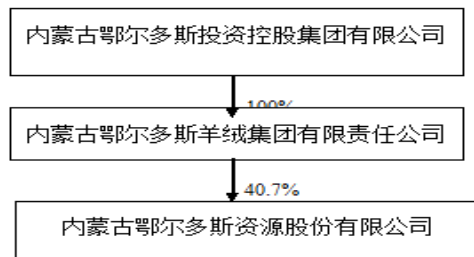 内蒙古鄂尔多斯投资控股集团有限公司
100%
内蒙古鄂尔多斯羊绒集团有限责任公司
40.7%
内蒙古鄂尔多斯资源股份有限公司